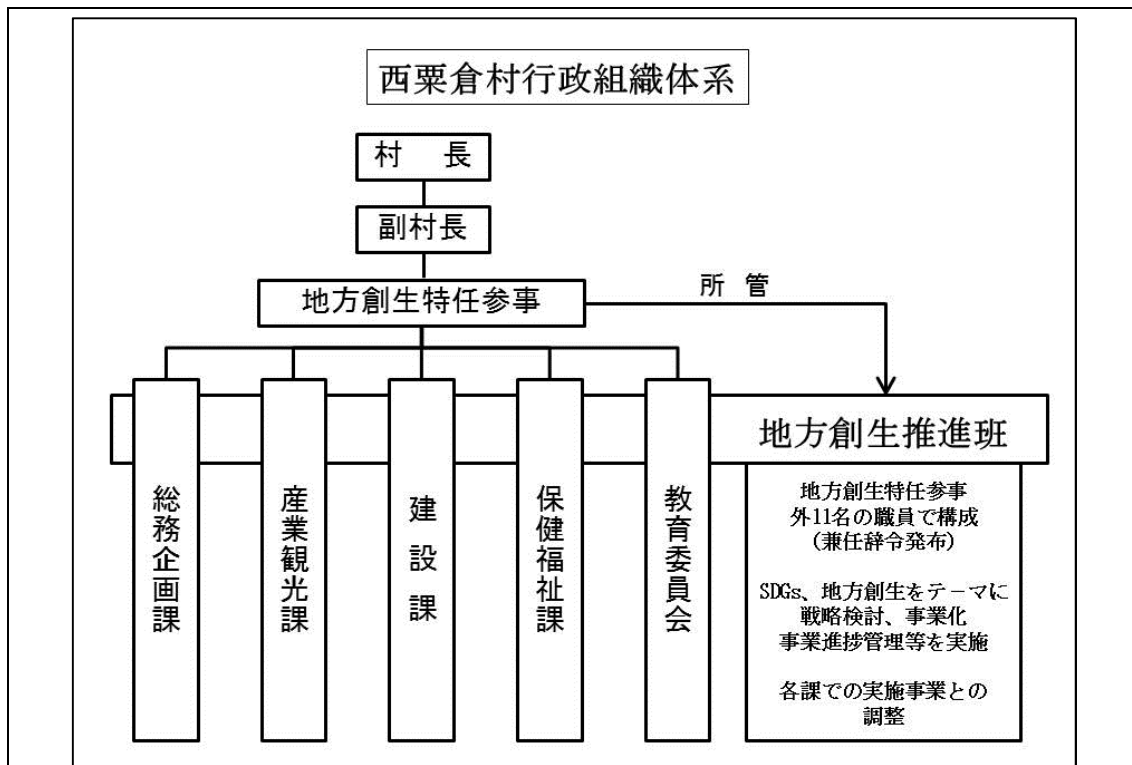 西粟倉村行政組織体系
村　長
副村長
地方創生特任参事
所 管
総務企画課
産業観光課
建設課
保健福祉課
教育委員会
地方創生推進班
地方創生特任参事
外11名の職員で構成
(兼任辞令発布)
SDGs、地方創生をテーマに
戦略検討、事業化
事業進捗管理等を実施
各課での実施事業との
調整